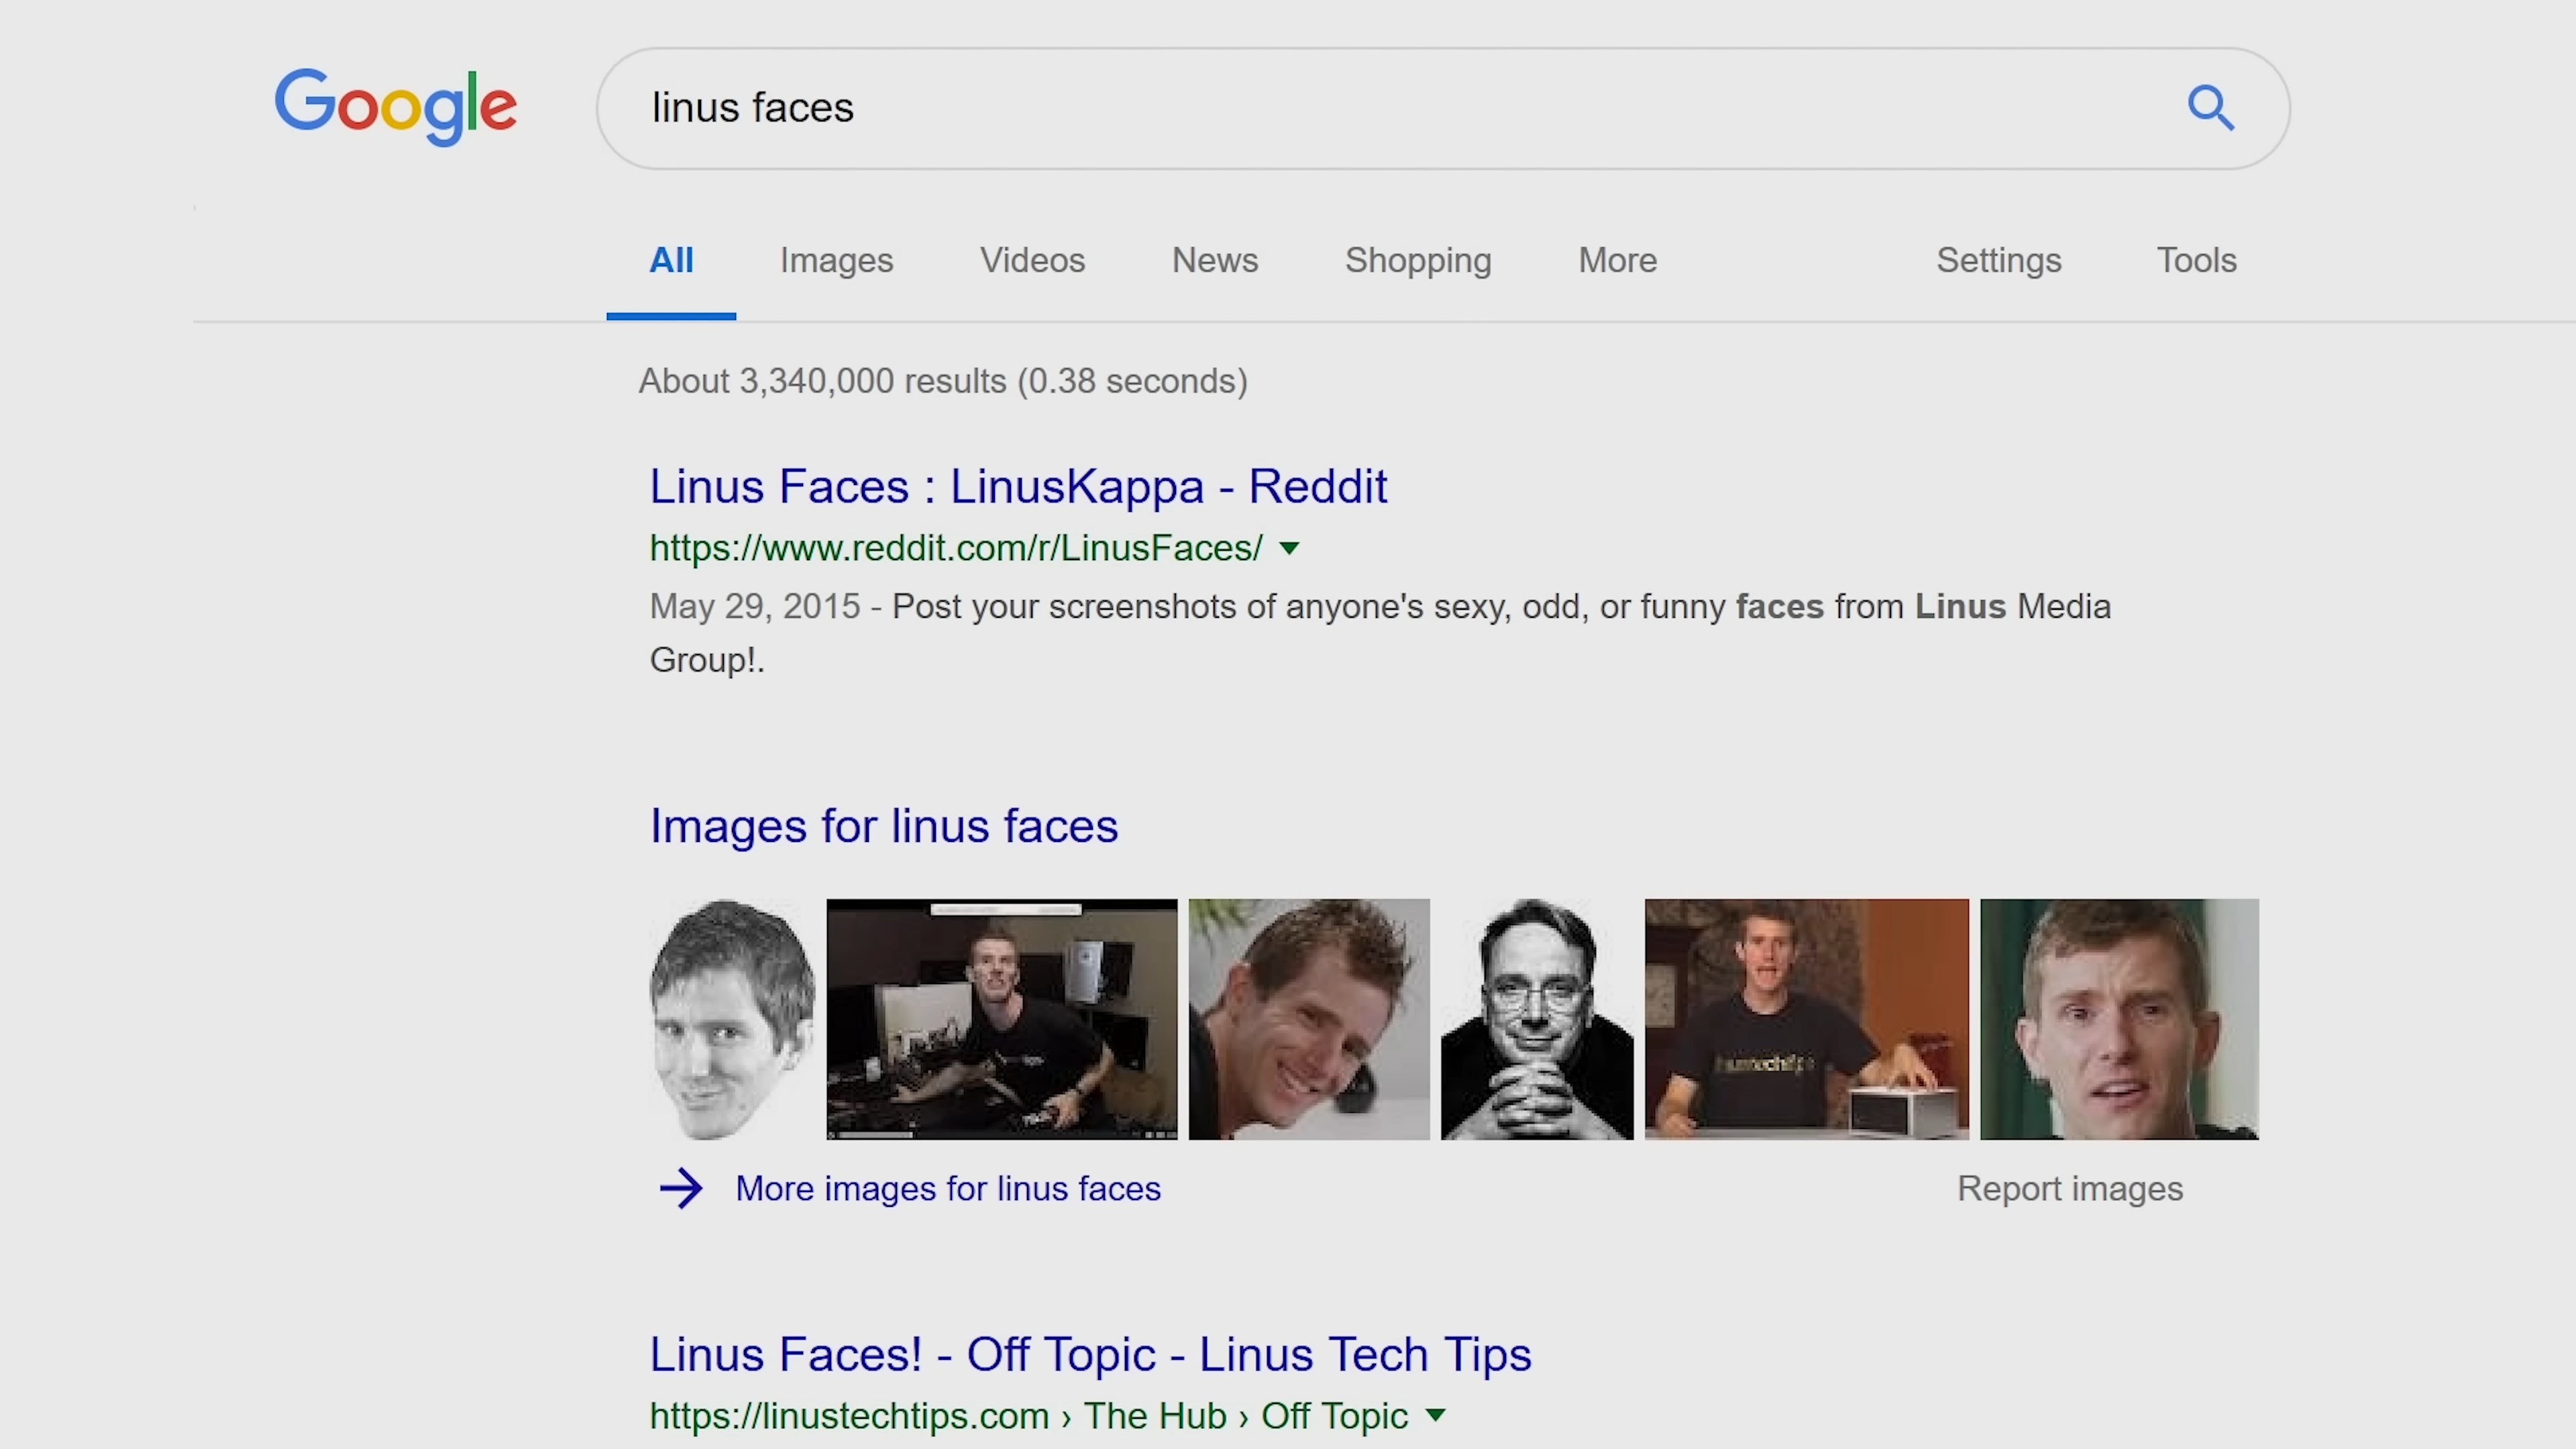 Google
linus faces
All Images Videos News Shopping More Settings Tools
About 3,340,000 results (0.38 seconds)
Linus Faces : LinusKappa - Reddit
https://www.reddit.com/r/LinusFaces/
May 29, 2015 - Post your screenshots of anyone's sexy, odd, or funny faces from Linus Media
Group!.
Images for linus faces
More images for linus faces
Report images
Linus Faces! - Off Topic - Linus Tech Tips
https://linustechtips.com › The Hub › Off Topic